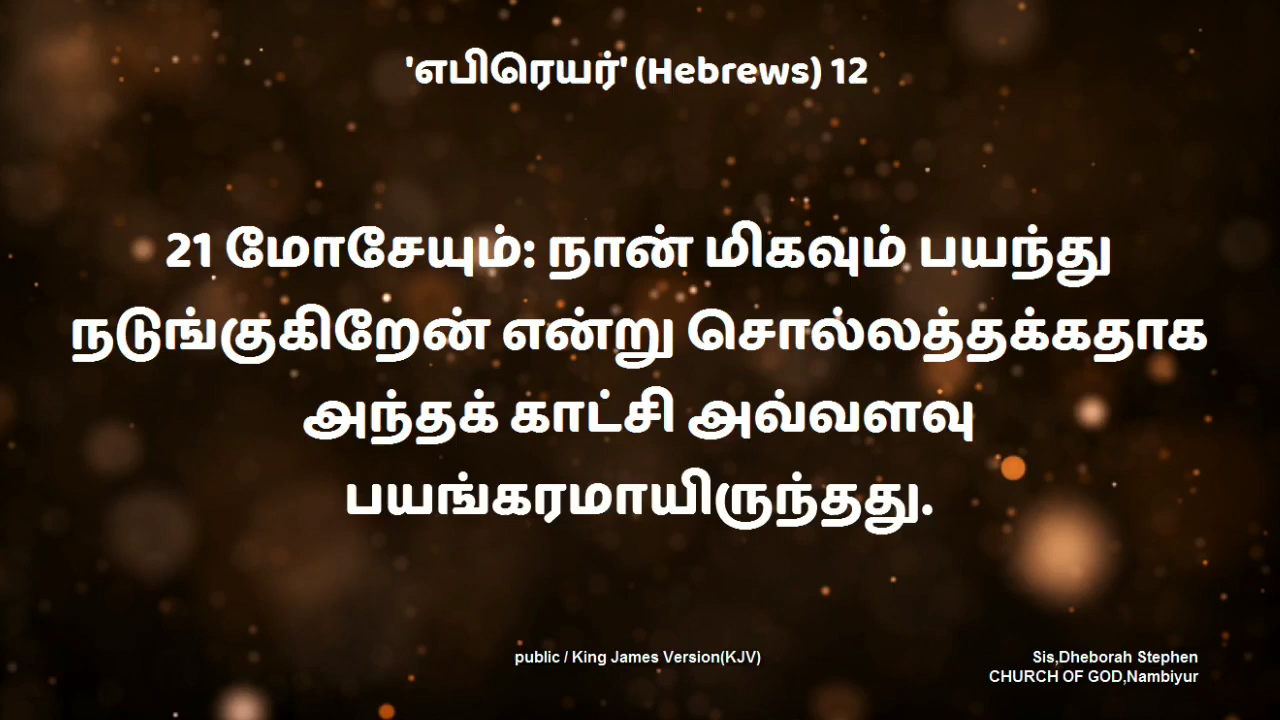 'எபிரெயர்' (Hebrews) 12
21 மோசேயும்: நான் மிகவும் பயந்து
நடுங்குகிறேன் என்று சொல்லத்தக்கதாக
அந்தக் காட்சி அவ்வளவு
பயங்கரமாயிருந்தது.
public / King James Version(KJV)
Sis,Dheborah Stephen
CHURCH OF GOD,Nambiyur